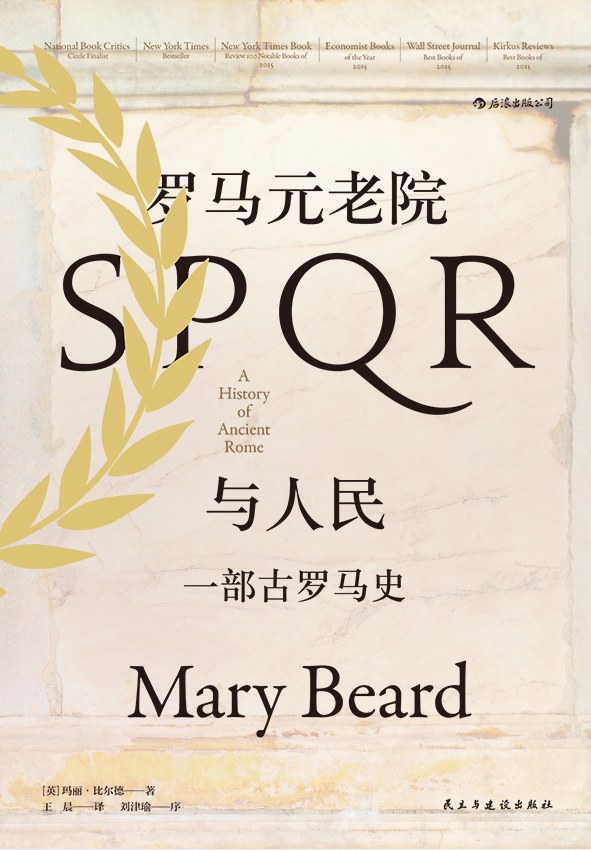 National Book Critics
Circle Finalist
New York Times
Bestseller
New York Times Book
Review 100 Notable Books of
2015
Economist Books
of the Year
2015
Wall Street Journal
Best Books of
2015
Kirkus Reviews
Best Books of
2015
后浪出版公司
罗马元老院
SPQR
A
History
of
Ancient
Rome
与人民
一部古罗马史
Mary Beard
[英]玛丽·比尔德——著
王 晨——译 刘津瑜——序
民主与建设出版社